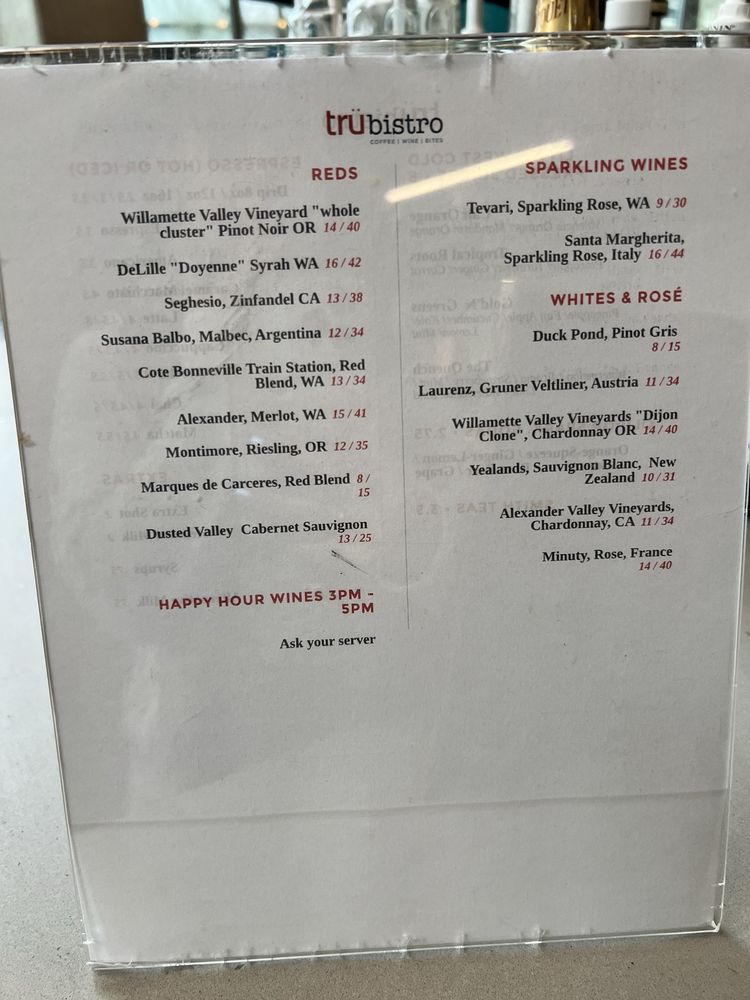 trübistro
COFFEE | WINE | BITES
REDS
Willamette Valley Vineyard "whole
cluster" Pinot Noir OR 14 / 40
DeLille "Doyenne" Syrah WA 16 / 42
Seghesio, Zinfandel CA 13 / 38
Susana Balbo, Malbec, Argentina 12 / 34
Cote Bonneville Train Station, Red
Blend, WA 13 / 34
Alexander, Merlot, WA 15 / 41
Montimore, Riesling, OR 12 / 35
Marques de Carceres, Red Blend 8 /
15
Dusted Valley Cabernet Sauvignon
13 / 25
HAPPY HOUR WINES 3PM -
5PM
Ask your server
SPARKLING WINES
Tevari, Sparkling Rose, WA 9 / 30
Santa Margherita,
Sparkling Rose, Italy 16 / 44
WHITES & ROSÉ
Duck Pond, Pinot Gris
8 / 15
Laurenz, Gruner Veltliner, Austria 11 / 34
Willamette Valley Vineyards "Dijon
Clone", Chardonnay OR 14 / 40
Yealands, Sauvignon Blanc, New
Zealand 10 / 31
Alexander Valley Vineyards,
Chardonnay, CA 11 / 34
Minuty, Rose, France
14 / 40